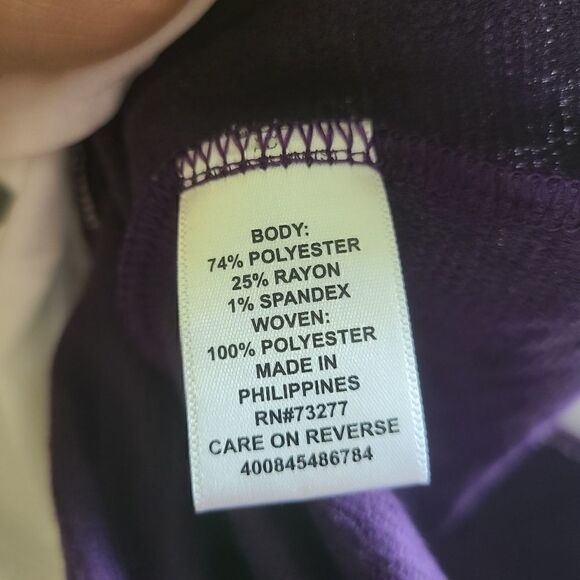 BODY:
74% POLYESTER
25% RAYON
1% SPANDEX
WOVEN:
100% POLYESTER
MADE IN
PHILIPPINES
RN#73277
CARE ON REVERSE
400845486784